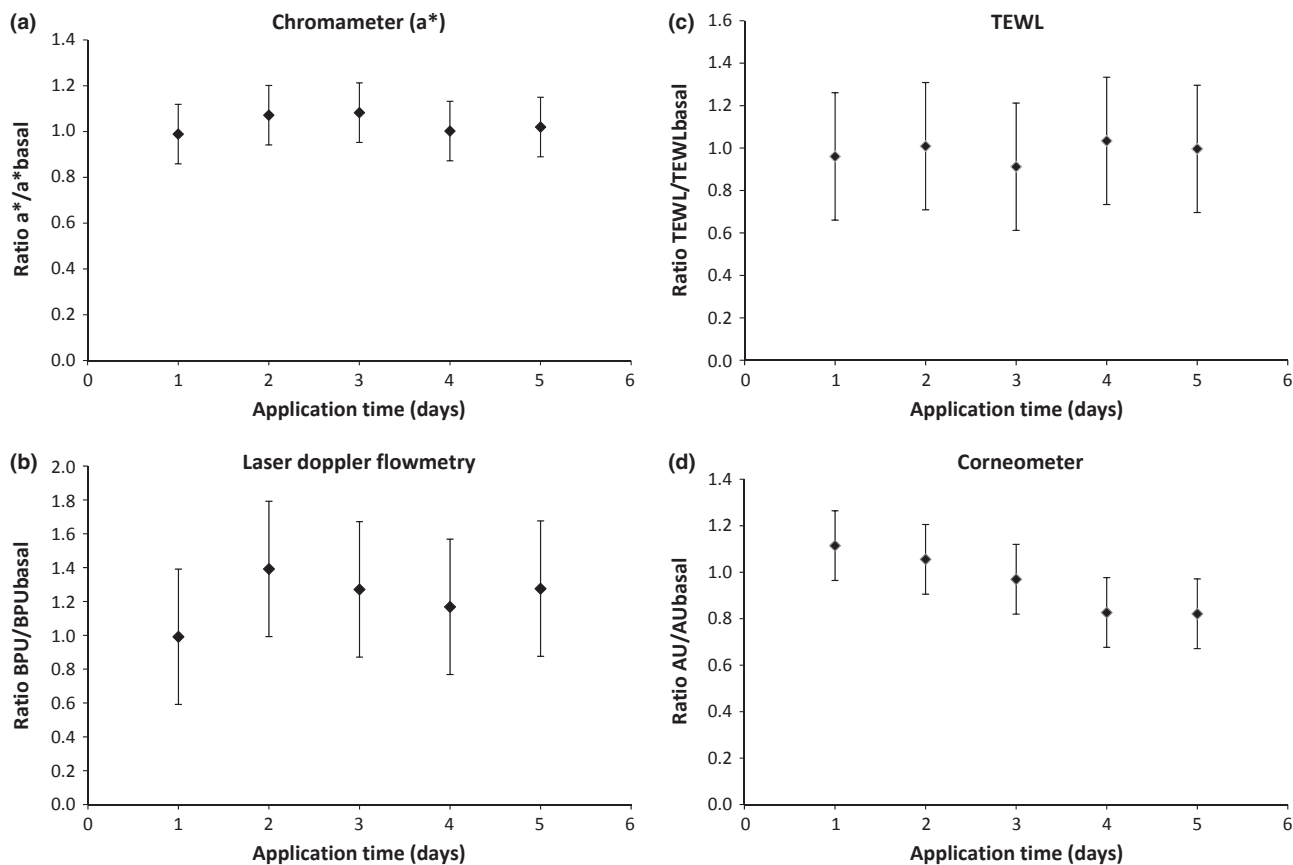 (a)
Chromameter (a*)
1.4
1.2
1.0
0.8
0.6
0.4
0.2
0.0
Ratio a*/a*basal
0 1 2 3 4 5 6
Application time (days)
(b)
Laser doppler flowmetry
2.0
1.8
1.6
1.4
1.2
1.0
0.8
0.6
0.4
0.2
0.0
Ratio BPU/BPUbasal
0 1 2 3 4 5 6
Application time (days)
(c)
TEWL
1.6
1.4
1.2
1.0
0.8
0.6
0.4
0.2
0.0
Ratio TEWL/TEWLbasal
0 1 2 3 4 5 6
Application time (days)
(d)
Corneometer
1.4
1.2
1.0
0.8
0.6
0.4
0.2
0.0
Ratio AU/AUbasal
0 1 2 3 4 5 6
Application time (days)